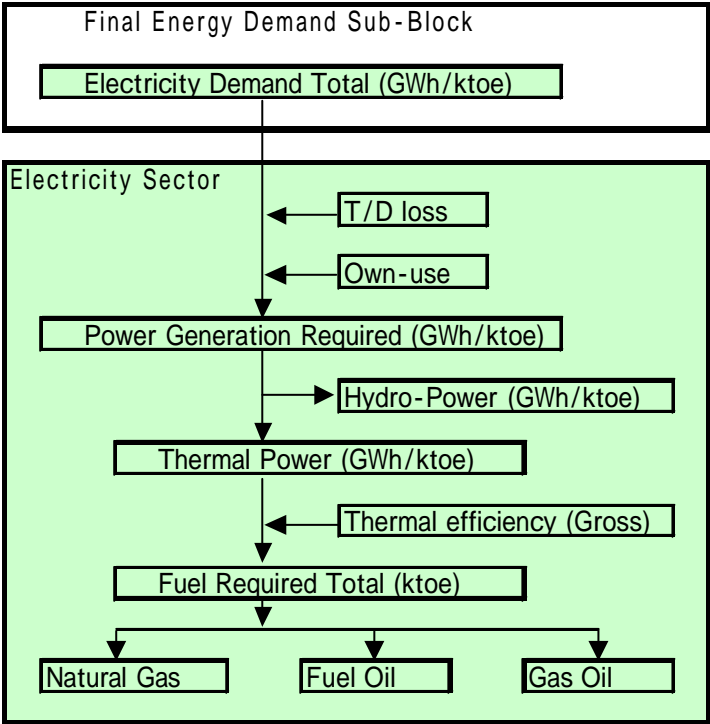 Final Energy Demand Sub-Block
Electricity Demand Total (GWh/ktoe)
Electricity Sector
T/D loss
Own-use
Power Generation Required (GWh/ktoe)
Hydro-Power (GWh/ktoe)
Thermal Power (GWh/ktoe)
Thermal efficiency (Gross)
Fuel Required Total (ktoe)
Natural Gas
Fuel Oil
Gas Oil